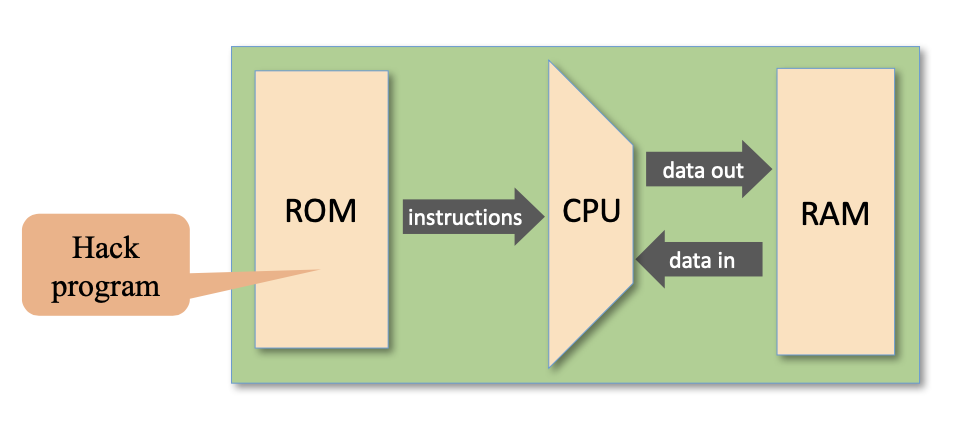 Hack
program
ROM
instructions
CPU
data out
data in
RAM